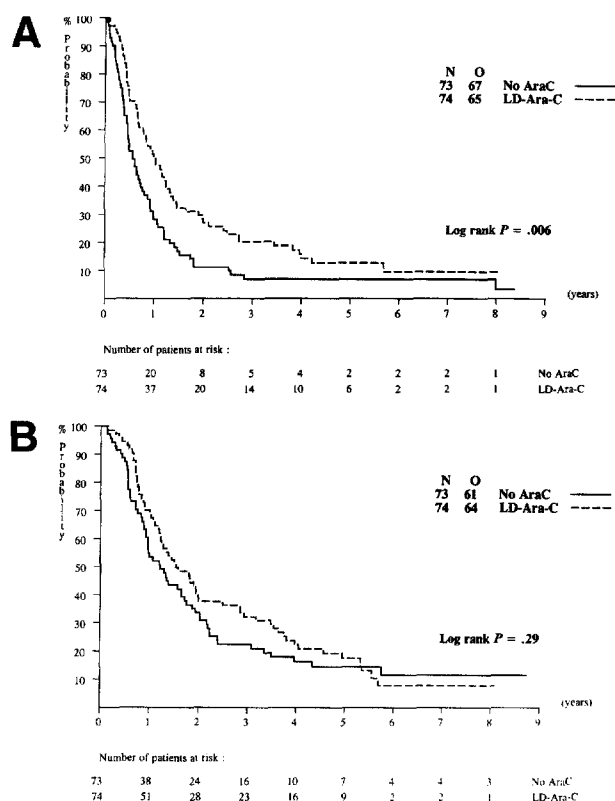 A
% Probability
100
90
80
70
60
50
40
30
20
10
N O
73 67 No AraC
74 65 LD-Ara-C
Log rank P = .006
0 1 2 3 4 5 6 7 8 9
(years)
Number of patients at risk :
73 20 8 5 4 2 2 2 1 No AraC
74 37 20 14 10 6 2 2 1 LD-Ara-C
B
% Probability
100
90
80
70
60
50
40
30
20
10
N O
73 61 No AraC
74 64 LD-Ara-C
Log rank P = .29
0 1 2 3 4 5 6 7 8 9
(years)
Number of patients at risk :
73 38 24 16 10 7 4 4 3 No AraC
74 51 28 23 16 9 2 2 1 LD-Ara-C